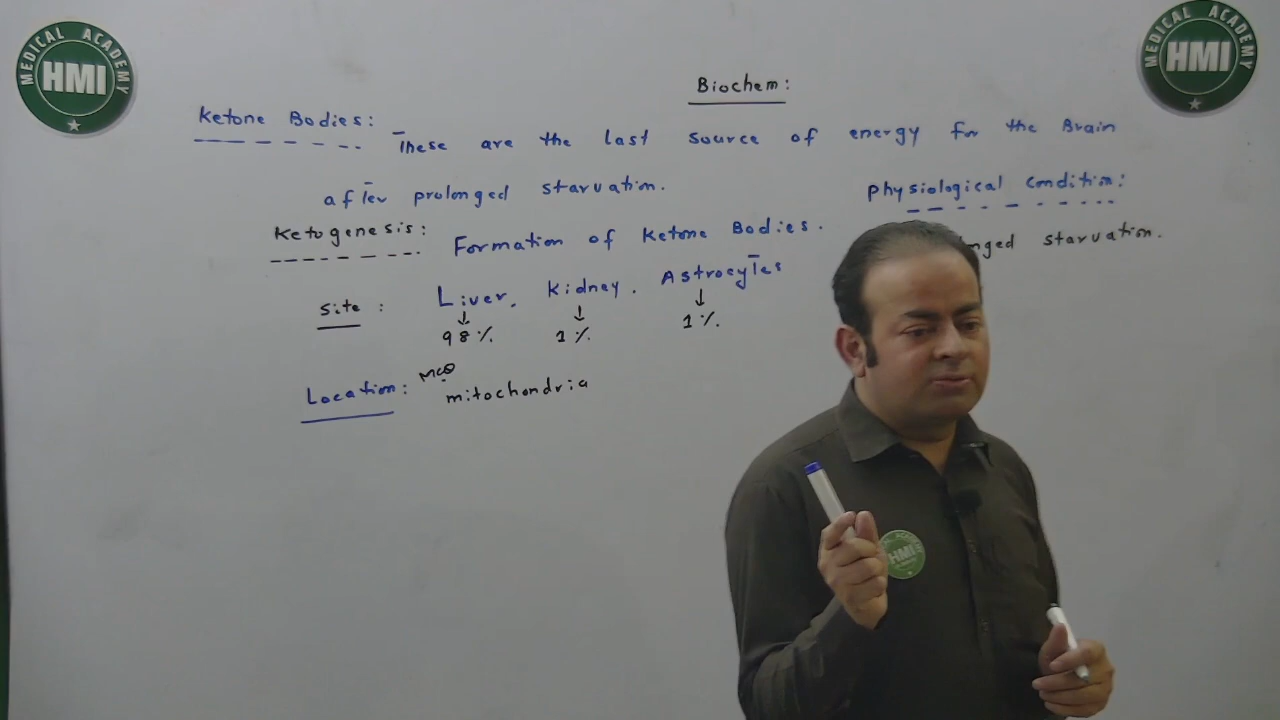 MEDICAL ACADEMY
HMI
MEDICAL ACADEMY
HMI
Biochem:
Ketone Bodies: These are the last source of energy for the Brain
after prolonged starvation.
Physiological condition:
Ketogenesis: Formation of Ketone Bodies.
nged starvation.
Site: Liver, Kidney, Astrocytes
98% 1% 1%
Location: MCQ mitochondria
HMI